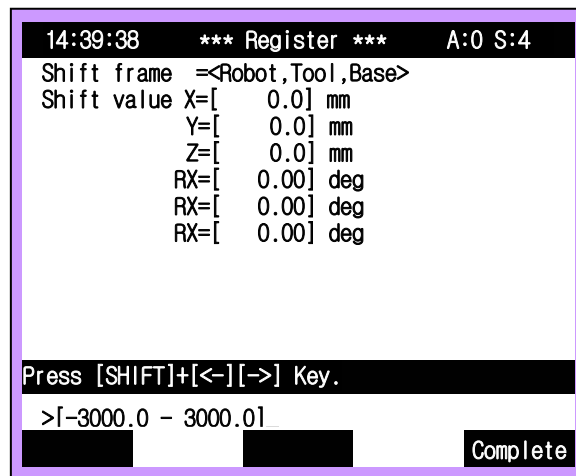 14:39:38 *** Register *** A:0 S:4
Shift frame =<Robot,Tool,Base>
Shift value X=[ 0.0] mm
Y=[ 0.0] mm
Z=[ 0.0] mm
RX=[ 0.00] deg
RX=[ 0.00] deg
RX=[ 0.00] deg
Press [SHIFT]+[<-][->] Key.
>[-3000.0 - 3000.0]_
Complete